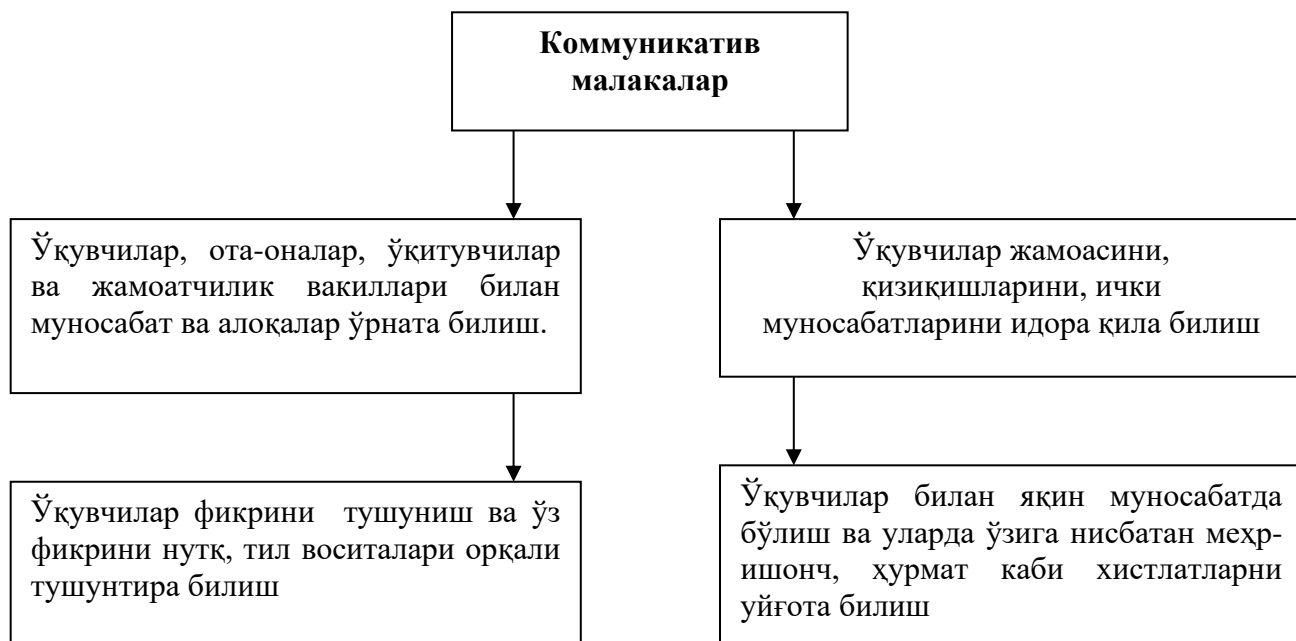 Коммуникатив
малакалар
Ўқувчилар, ота-оналар, ўқитувчилар
ва жамоатчилик вакиллари билан
муносабат ва алоқалар ўрната билиш.
Ўқувчилар жамоасини,
қизиқишларини, ички
муносабатларини идора қила билиш
Ўқувчилар фикрини тушуниш ва ўз
фикрини нутқ, тил воситалари орқали
тушунтира билиш
Ўқувчилар билан яқин муносабатда
бўлиш ва уларда ўзига нисбатан меҳр-
ишонч, ҳурмат каби хистлатларни
уйғота билиш